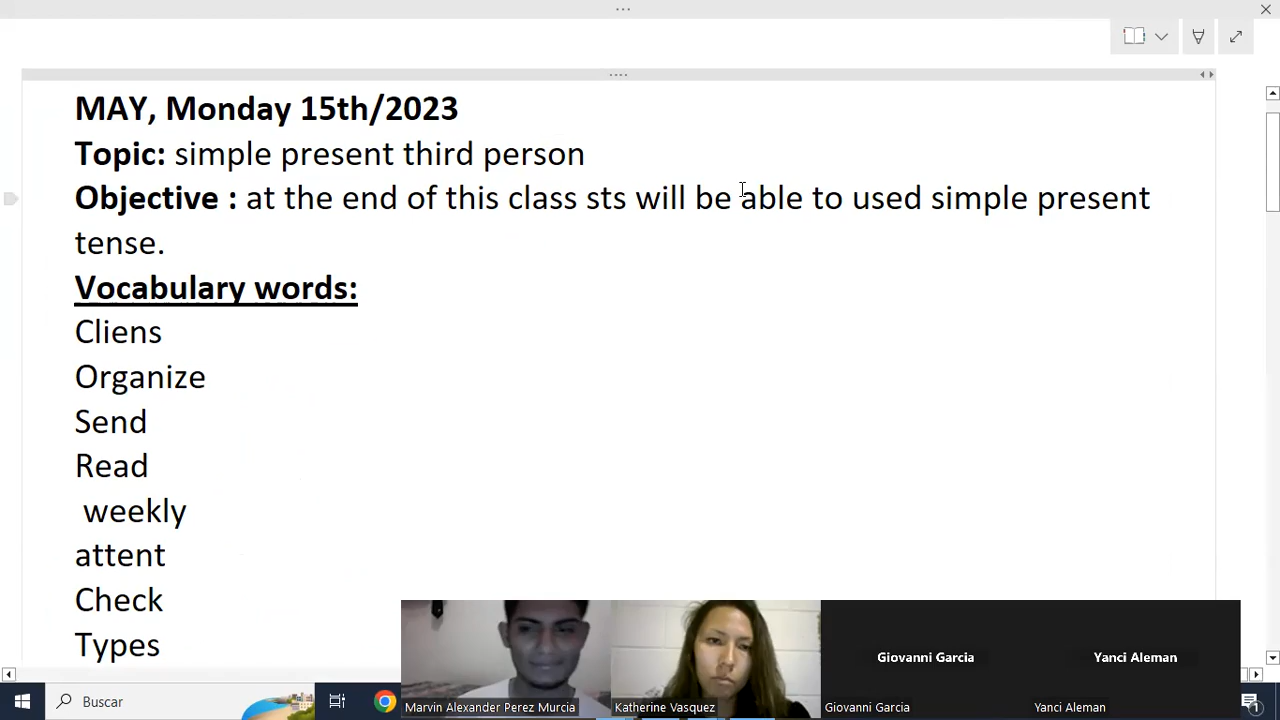 MAY, Monday 15th/2023
Topic: simple present third person
Objective : at the end of this class sts will be able to used simple present
tense.
Vocabulary words:
Cliens
Organize
Send
Read
weekly
attent
Check
Types
Giovanni Garcia
Yanci Aleman
Marvin Alexander Perez Murcia
Katherine Vasquez
Giovanni Garcia
Yanci Aleman
Buscar
1